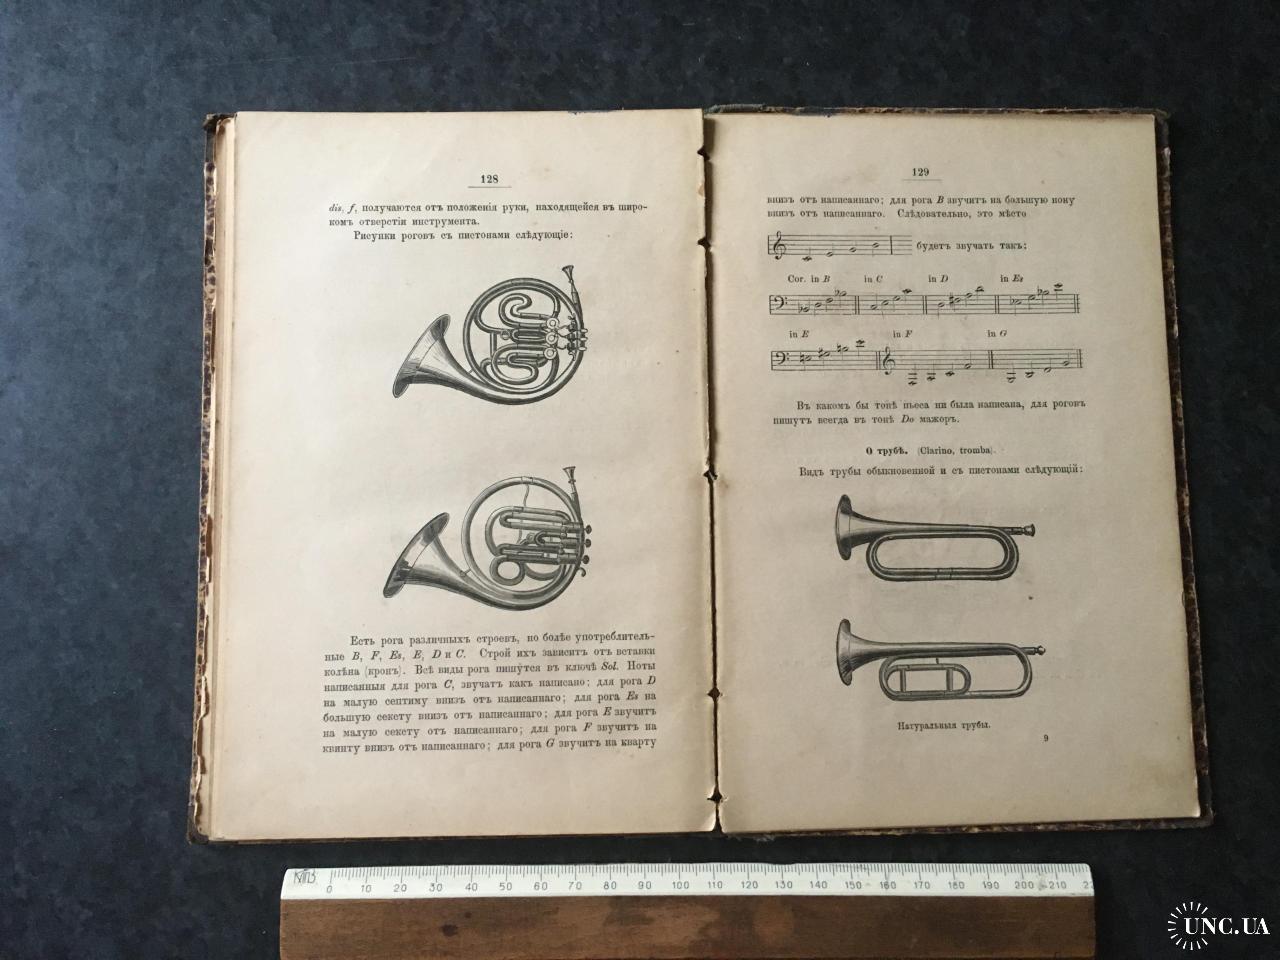 128
dis, f, получаются отъ положенія руки, находящейся въ широ-
комъ отверстіи инструмента.
Рисунки роговъ съ пистонами слѣдующіе:
Есть рога различныхъ строевъ, но болѣе употребитель-
ные B, F, Es, E, D и C. Строй ихъ зависитъ отъ вставки
колѣна (кронъ). Всѣ виды рога пишутся въ ключѣ Sol. Ноты
написанныя для рога C, звучатъ какъ написано; для рога D
на малую септиму внизъ отъ написаннаго; для рога Es на
большую сексту внизъ отъ написаннаго; для рога E звучитъ
на малую сексту отъ написаннаго; для рога F звучитъ на
квинту внизъ отъ написаннаго; для рога G звучитъ на кварту
129
внизъ отъ написаннаго; для рога B звучитъ на большую нону
внизъ отъ написаннаго. Слѣдовательно, это мѣсто
будетъ звучать такъ:
Cor. in B in C in D in Es
in E in F in G
Въ какомъ бы тонѣ пьеса ни была написана, для роговъ
пишутъ всегда въ тонѣ Do мажоръ.
О трубѣ. (Clarino, tromba).
Видъ трубы обыкновенной и съ пистонами слѣдующій:
Натуральныя трубы.
9
0 10 20 30 40 50 60 70 80 90 100 110 120 130 140 150 160 170 180 190 200 210
UNC.UA